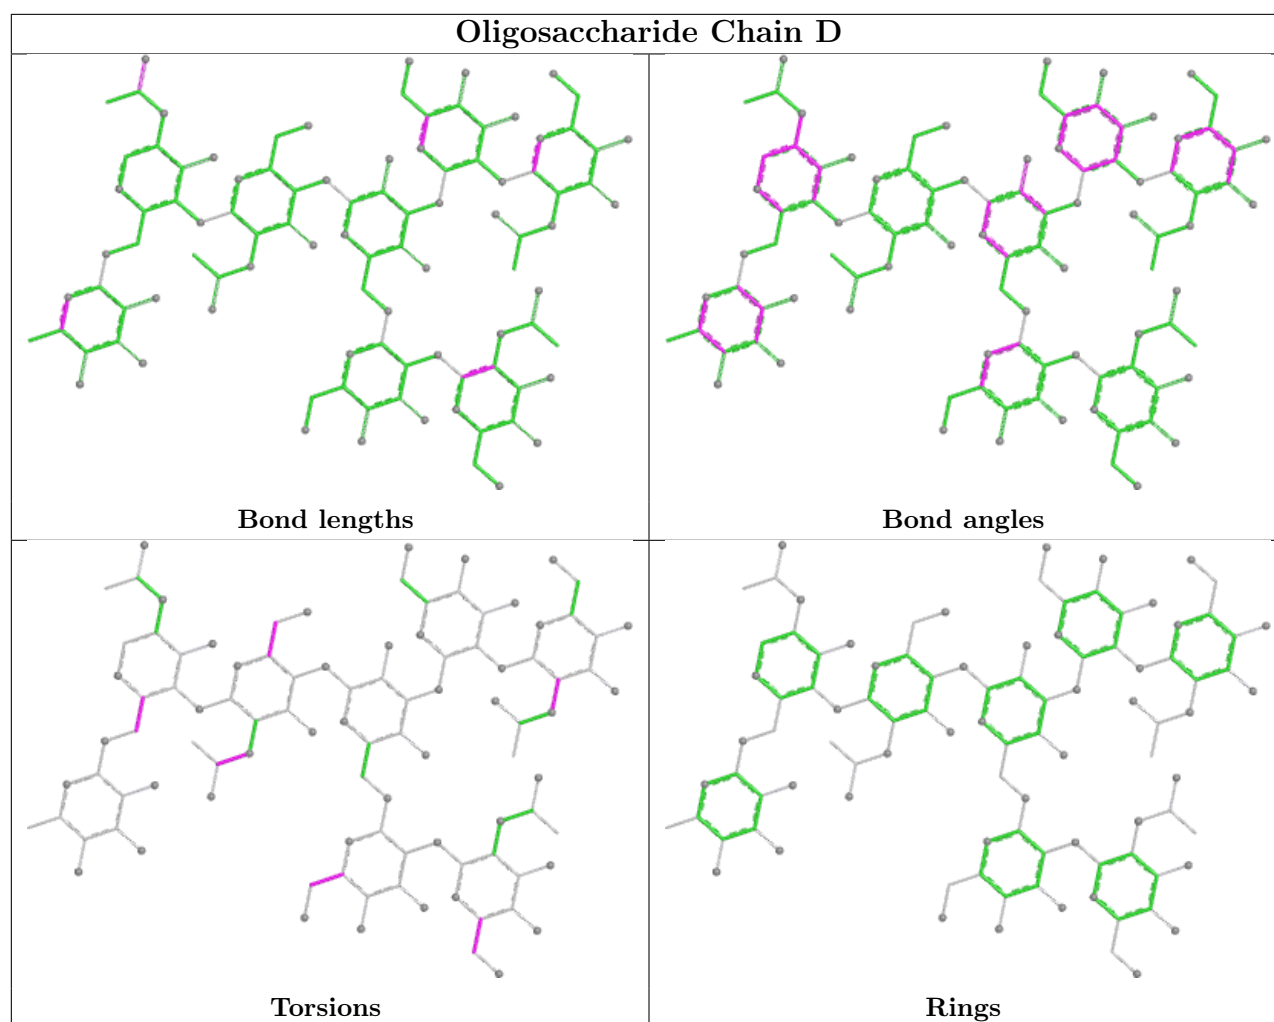 Oligosaccharide Chain D
Bond lengths
Bond angles
Torsions
Rings